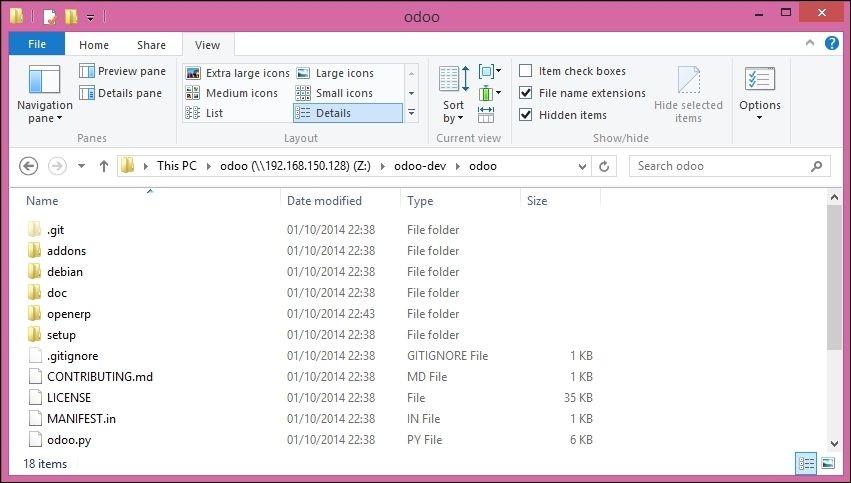 odoo
File Home Share View
Navigation pane
Preview pane
Details pane
Panes
Extra large icons Large icons
Medium icons Small icons
List Details
Layout
Sort by
Current view
Item check boxes
File name extensions
Hidden items
Hide selected items
Show/hide
Options
This PC odoo (\\192.168.150.128) (Z:) odoo-dev odoo
Search odoo
Name Date modified Type Size
.git 01/10/2014 22:38 File folder
addons 01/10/2014 22:38 File folder
debian 01/10/2014 22:38 File folder
doc 01/10/2014 22:38 File folder
openerp 01/10/2014 22:43 File folder
setup 01/10/2014 22:38 File folder
.gitignore 01/10/2014 22:38 GITIGNORE File 1 KB
CONTRIBUTING.md 01/10/2014 22:38 MD File 1 KB
LICENSE 01/10/2014 22:38 File 35 KB
MANIFEST.in 01/10/2014 22:38 IN File 1 KB
odoo.py 01/10/2014 22:38 PY File 6 KB
18 items